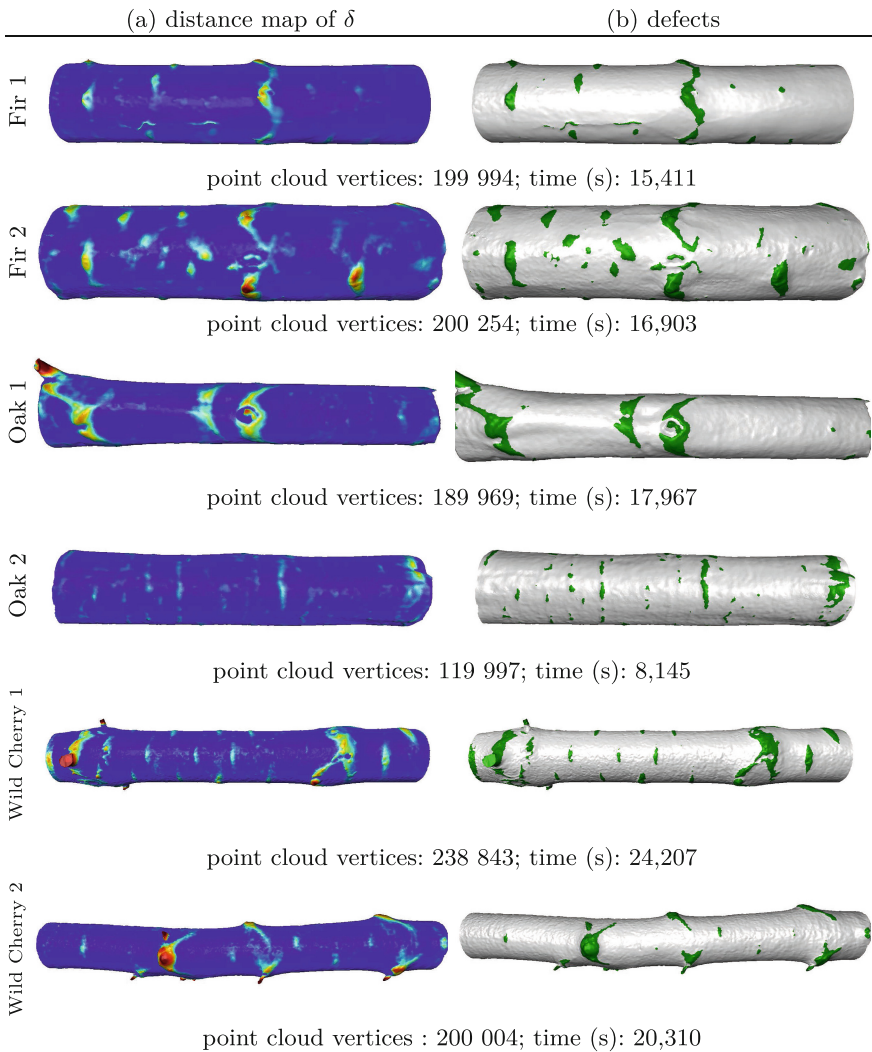 (a) distance map of δ (b) defects
Fir 1
point cloud vertices: 199 994; time (s): 15,411
Fir 2
point cloud vertices: 200 254; time (s): 16,903
Oak 1
point cloud vertices: 189 969; time (s): 17,967
Oak 2
point cloud vertices: 119 997; time (s): 8,145
Wild Cherry 1
point cloud vertices: 238 843; time (s): 24,207
Wild Cherry 2
point cloud vertices : 200 004; time (s): 20,310